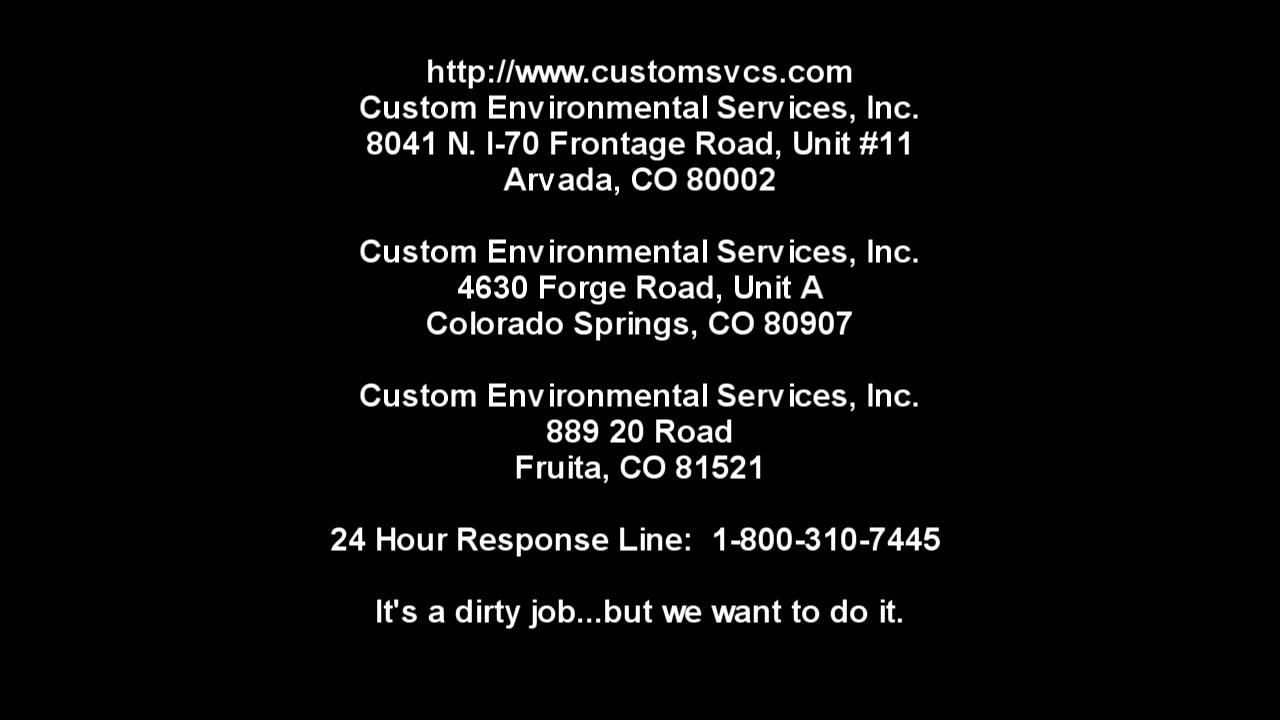 http://www.customsvcs.com
Custom Environmental Services, Inc.
8041 N. I-70 Frontage Road, Unit #11
Arvada, CO 80002
Custom Environmental Services, Inc.
4630 Forge Road, Unit A
Colorado Springs, CO 80907
Custom Environmental Services, Inc.
889 20 Road
Fruita, CO 81521
24 Hour Response Line:  1-800-310-7445
It's a dirty job...but we want to do it.